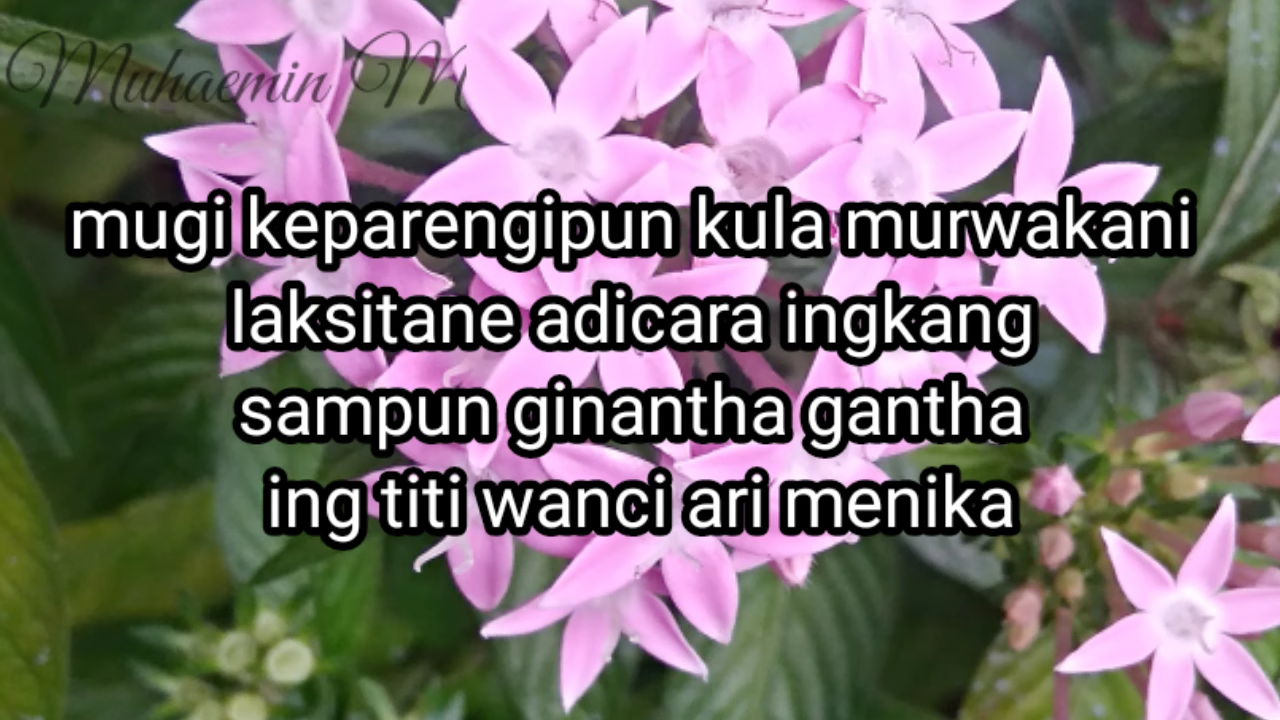 Muhaemin M
mugi keparengipun kula murwakani
laksitane adicara ingkang
sampun ginantha gantha
ing titi wanci ari menika